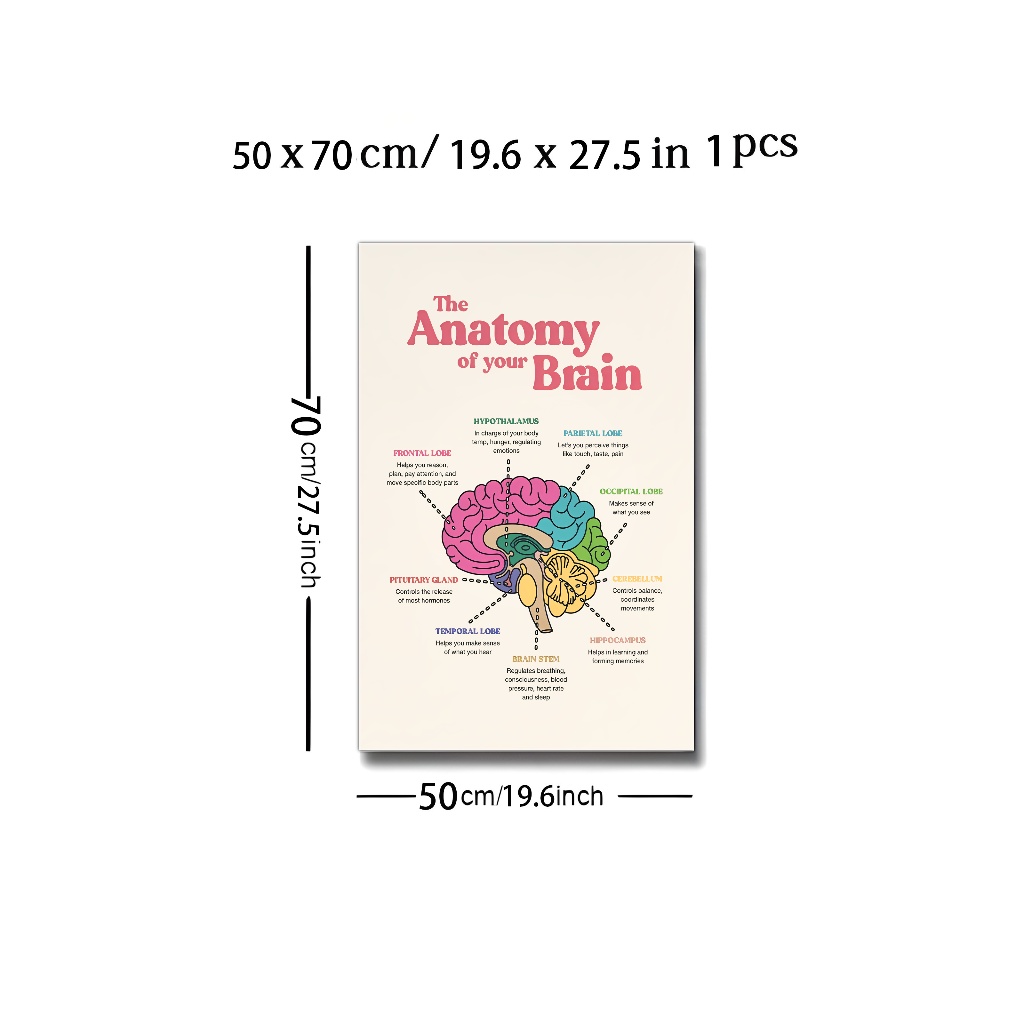 50 x 70 cm/ 19.6 x 27.5 in 1 pcs
70 cm/27.5 inch
The
Anatomy
of your Brain
HYPOTHALAMUS
In charge of your body
temp, hunger, regulating
emotions
PARIETAL LOBE
Let's you perceive things
like touch, taste, pain
FRONTAL LOBE
Helps you reason,
plan, pay attention, and
move specific body parts
OCCIPITAL LOBE
Makes sense of
what you see
PITUITARY GLAND
Controls the release
of most hormones
CEREBELLUM
Controls balance,
coordinates
movements
TEMPORAL LOBE
Helps you make sense
of what you hear
HIPPOCAMPUS
Helps in learning and
forming memories
BRAIN STEM
Regulates breathing,
consciousness, blood
pressure, heart rate
and sleep
50cm/19.6inch